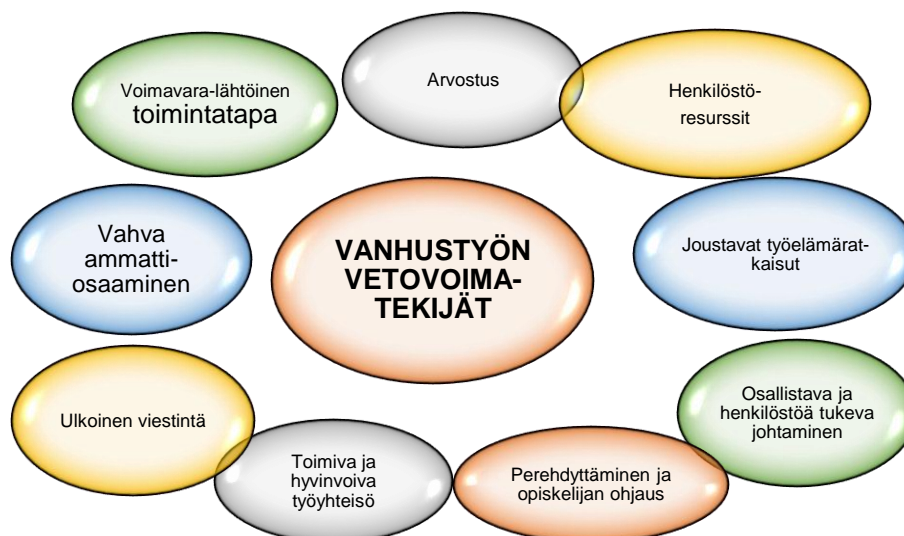 Voimavara-lähtöinen
toimintatapa
Arvostus
Henkilöstö-
resurssit
Vahva
ammatti-
osaaminen
VANHUSTYÖN
VETOVOIMA-
TEKIJÄT
Joustavat työelämärat-
kaisut
Ulkoinen viestintä
Osallistava ja
henkilöstöä tukeva
johtaminen
Toimiva ja
hyvinvoiva
työyhteisö
Perehdyttäminen ja
opiskelijan ohjaus